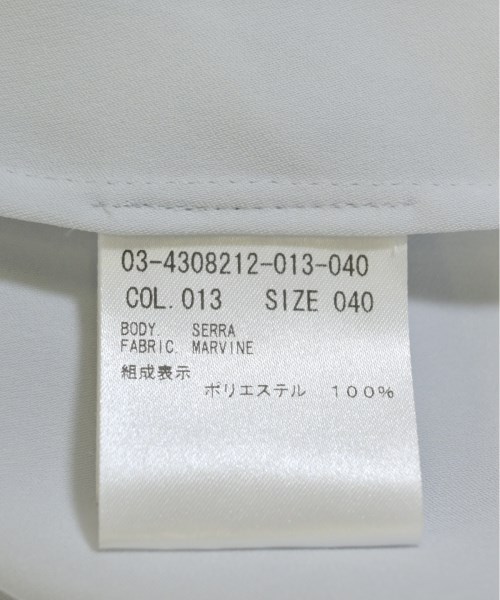 03-4308212-013-040
COL.013 SIZE 040
BODY. SERRA
FABRIC. MARVINE
組成表示
ポリエステル １００％